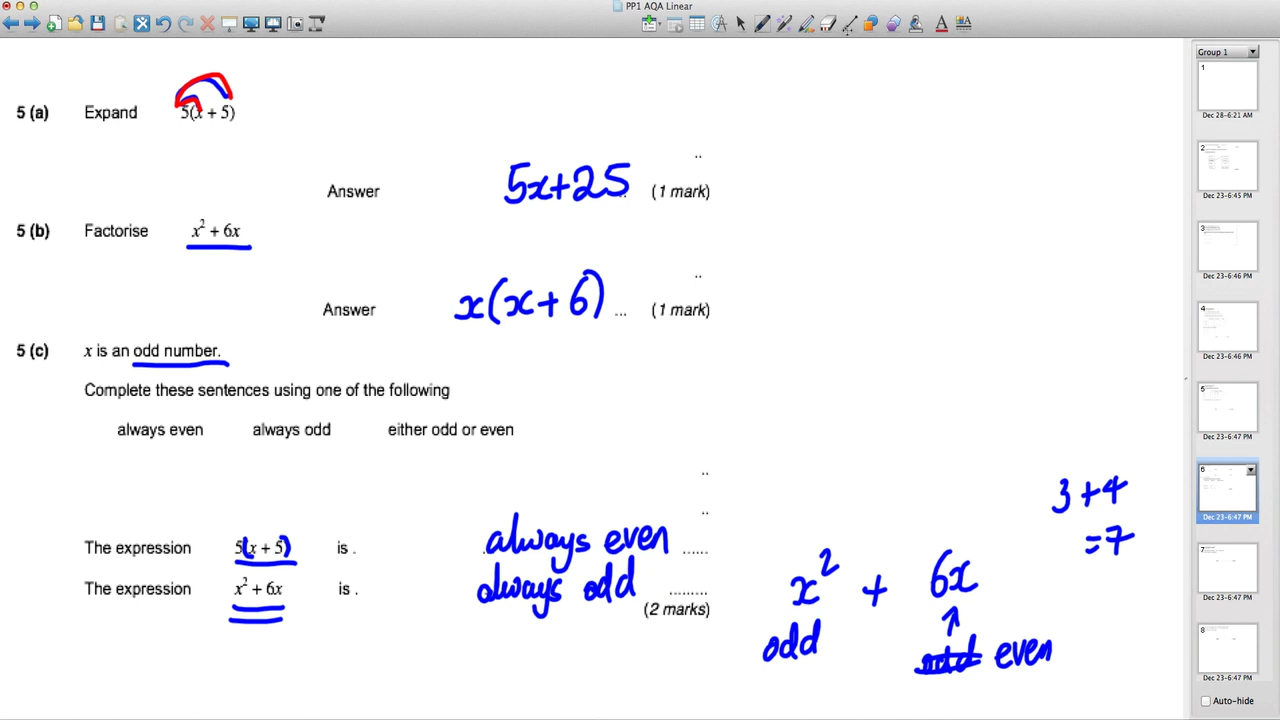 PP1 AQA Linear
Group 1
1
Dec 28-6:21 AM
2
Dec 23-6:45 PM
3
Dec 23-6:46 PM
4
Dec 23-6:46 PM
5
Dec 23-6:47 PM
6
Dec 23-6:47 PM
7
Dec 23-6:47 PM
8
Dec 23-6:47 PM
Auto-hide
5 (a) Expand 5(x + 5)
..
Answer 5x+25 .. (1 mark)
5 (b) Factorise x² + 6x
..
Answer x(x+6) ... (1 mark)
5 (c) x is an odd number.
Complete these sentences using one of the following
always even always odd either odd or even
..
..
The expression 5(x + 5) is . always even ......
The expression x² + 6x is . always odd .........
(2 marks)
3+4
=7
x² + 6x
↑
odd odd even